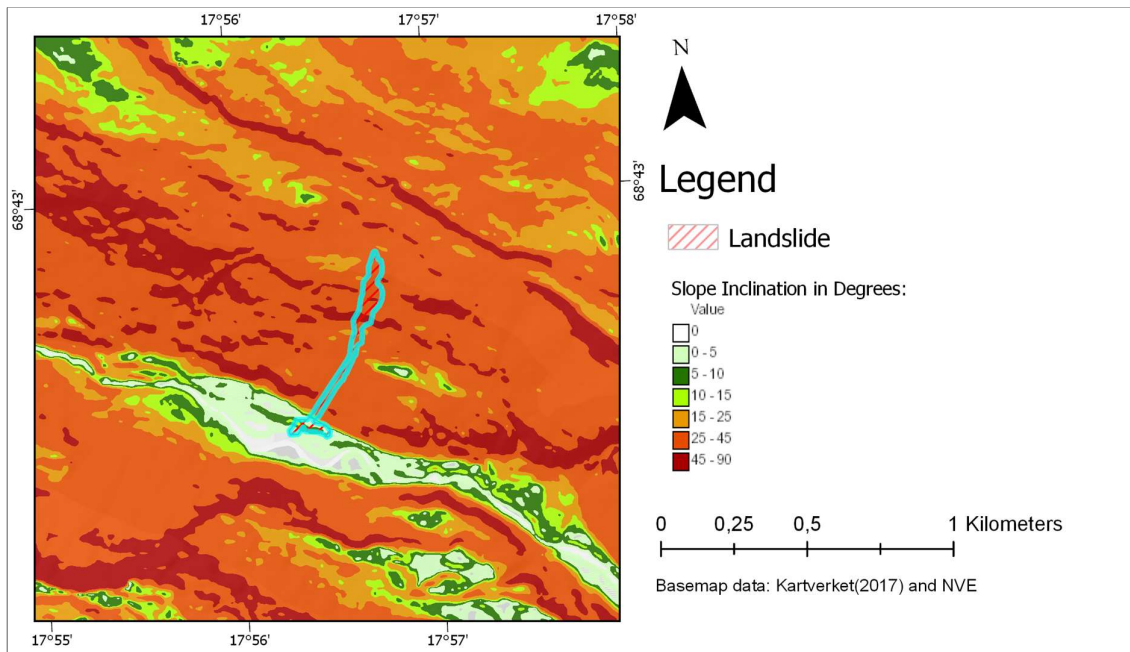 17°56' 17°57' 17°58'
N
68°43'
68°43'
Legend
Landslide
Slope Inclination in Degrees:
Value
0
0 - 5
5 - 10
10 - 15
15 - 25
25 - 45
45 - 90
0 0,25 0,5 1 Kilometers
Basemap data: Kartverket(2017) and NVE
17°55' 17°56' 17°57'